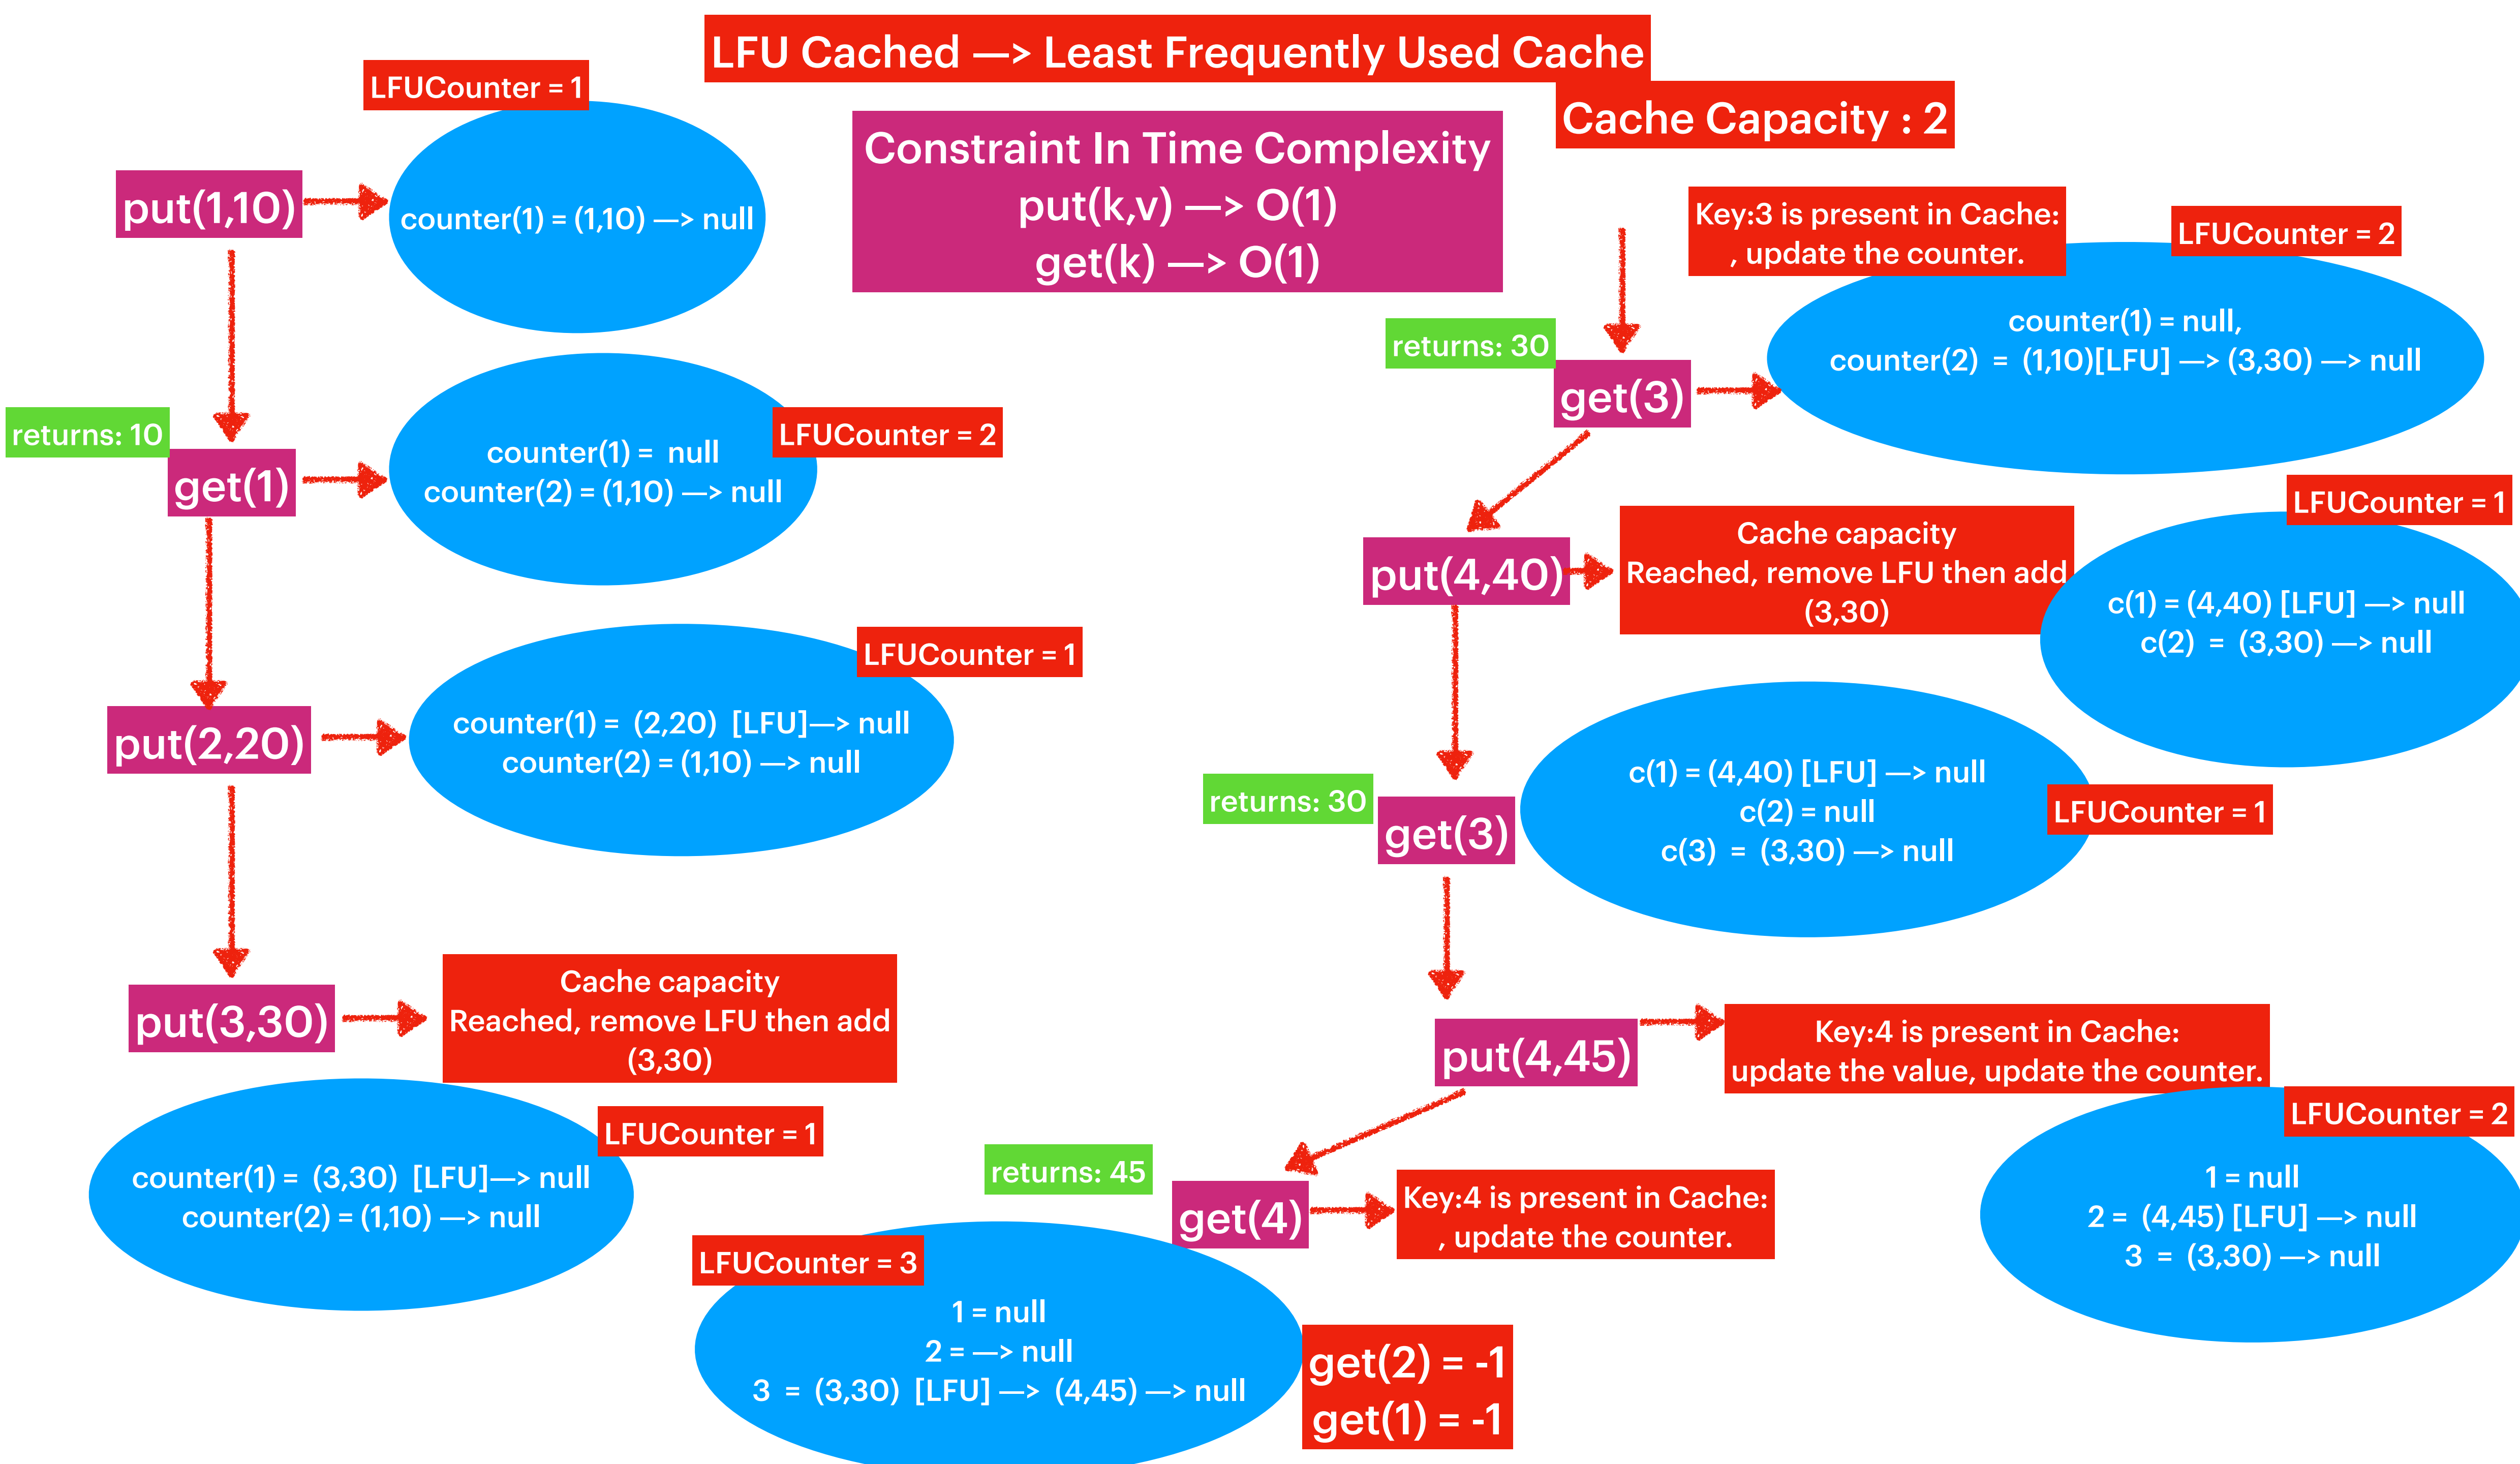 LFU Cached —> Least Frequently Used Cache
Cache Capacity : 2
Constraint In Time Complexity
put(k,v) —> O(1)
get(k) —> O(1)
LFUCounter = 1
put(1,10)
counter(1) = (1,10) —> null
returns: 10
get(1)
LFUCounter = 2
counter(1) =  null
counter(2) = (1,10) —> null
put(2,20)
LFUCounter = 1
counter(1) =  (2,20)  [LFU]—> null
counter(2) = (1,10) —> null
put(3,30)
Cache capacity
Reached, remove LFU then add
(3,30)
LFUCounter = 1
counter(1) =  (3,30)  [LFU]—> null
counter(2) = (1,10) —> null
Key:3 is present in Cache:
, update the counter.
LFUCounter = 2
returns: 30
get(3)
counter(1) = null,
counter(2)  =  (1,10)[LFU] —> (3,30) —> null
put(4,40)
Cache capacity
Reached, remove LFU then add
(3,30)
LFUCounter = 1
c(1) = (4,40) [LFU] —> null
c(2)  =  (3,30) —> null
returns: 30
get(3)
c(1) = (4,40) [LFU] —> null
c(2) = null
c(3)  =  (3,30) —> null
LFUCounter = 1
put(4,45)
Key:4 is present in Cache:
update the value, update the counter.
LFUCounter = 2
1 = null
2 =  (4,45) [LFU] —> null
3  =  (3,30) —> null
returns: 45
get(4)
Key:4 is present in Cache:
, update the counter.
LFUCounter = 3
1 = null
2 = —> null
3  =  (3,30)  [LFU] —>  (4,45) —> null
get(2) = -1
get(1) = -1